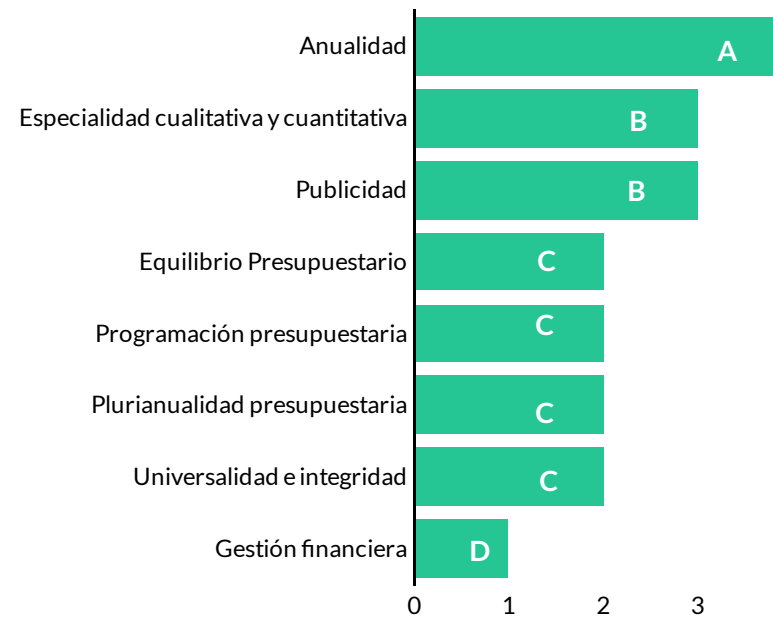 Anualidad A
Especialidad cualitativa y cuantitativa B
Publicidad B
Equilibrio Presupuestario C
Programación presupuestaria C
Plurianualidad presupuestaria C
Universalidad e integridad C
Gestión financiera D
0 1 2 3